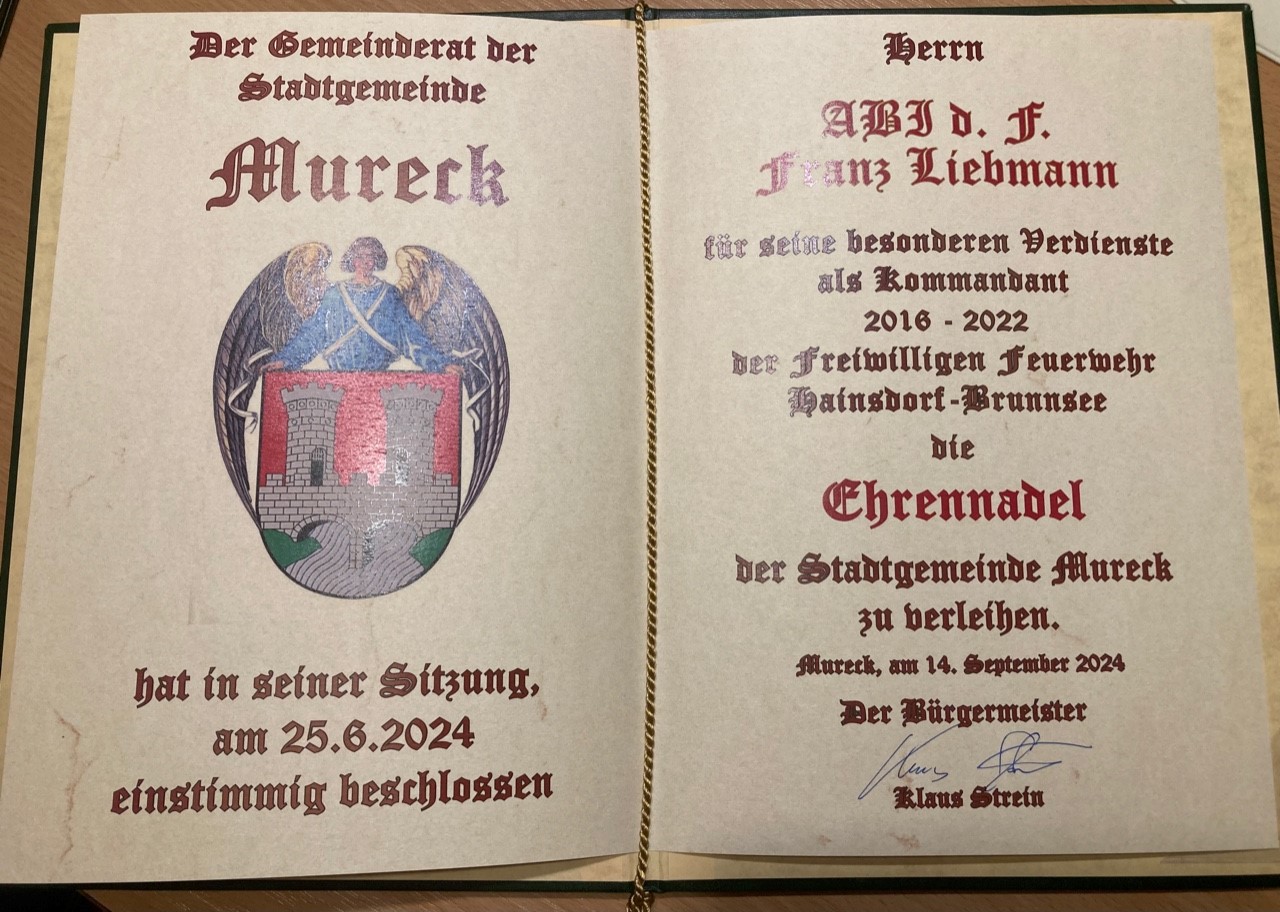 Der Gemeinderat der
Stadtgemeinde
Mureck
hat in seiner Sitzung,
am 25.6.2024
einstimmig beschlossen
Herrn
ABI d. F.
Franz Liebmann
für seine besonderen Verdienste
als Kommandant
2016 - 2022
der Freiwilligen Feuerwehr
Hainsdorf-Brunnsee
die
Ehrennadel
der Stadtgemeinde Mureck
zu verleihen.
Mureck, am 14. September 2024
Der Bürgermeister
Klaus Strein